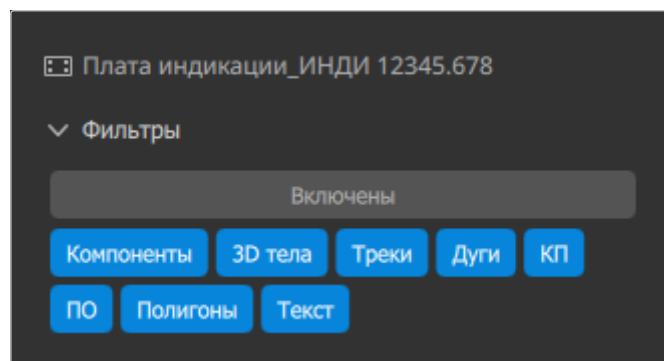 Плата индикации_ИНДИ 12345.678
Фильтры
Включены
Компоненты 3D тела Треки Дуги КП
ПО Полигоны Текст